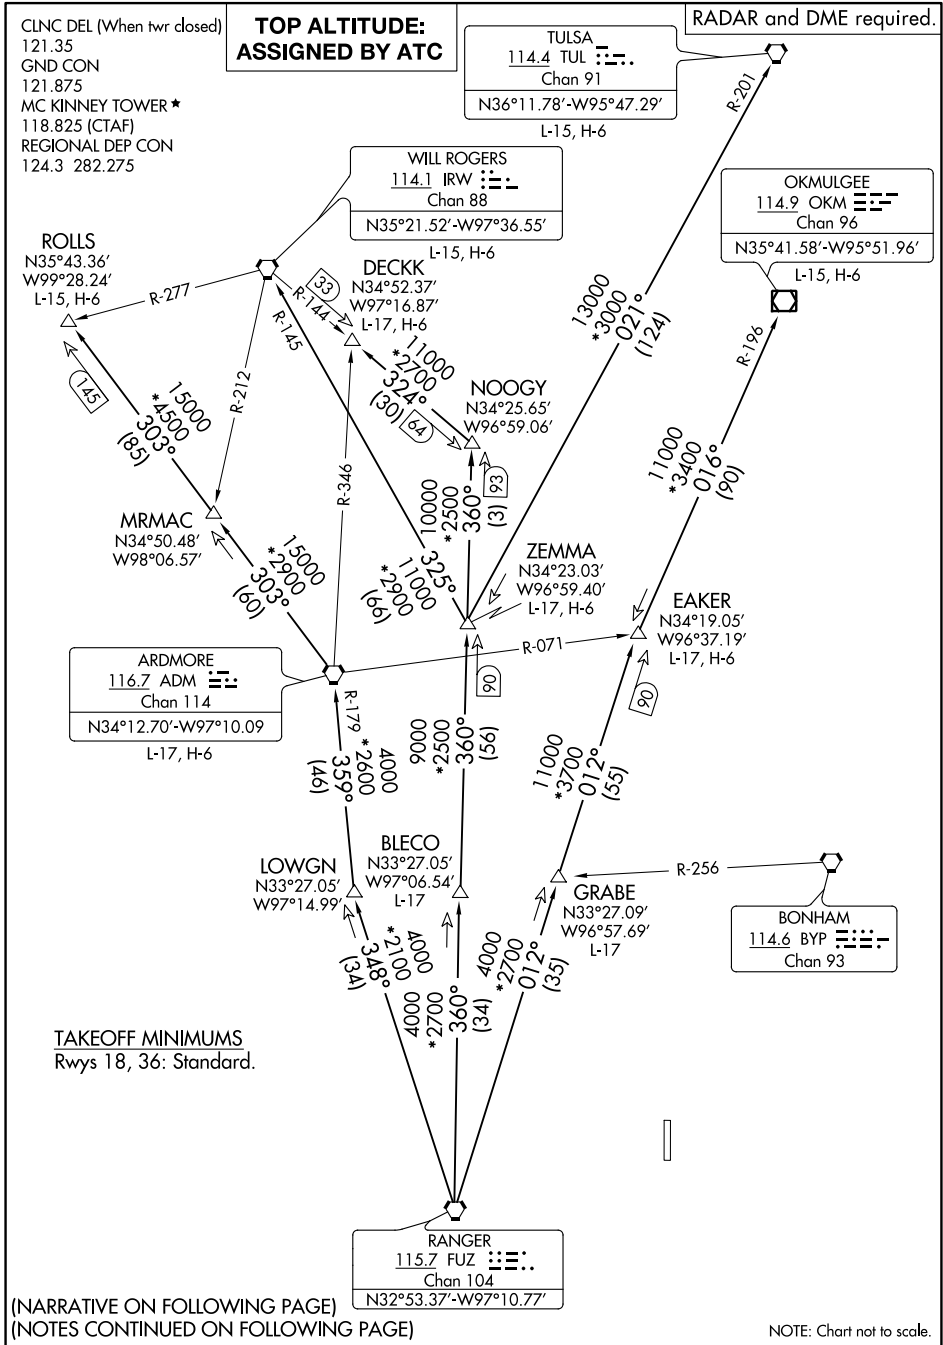 CLNC DEL (When twr closed)
121.35
GND CON
121.875
MC KINNEY TOWER ★
118.825 (CTAF)
REGIONAL DEP CON
124.3 282.275
TOP ALTITUDE:
ASSIGNED BY ATC
RADAR and DME required.
TULSA
114.4 TUL
Chan 91
N36°11.78’-W95°47.29’
L-15, H-6
WILL ROGERS
114.1 IRW
Chan 88
N35°21.52’-W97°36.55’
L-15, H-6
OKMULGEE
114.9 OKM
Chan 96
N35°41.58’-W95°51.96’
L-15, H-6
ROLLS
N35°43.36’
W99°28.24’
L-15, H-6
DECKK
N34°52.37’
W97°16.87’
L-17, H-6
R-201
R-277
R-144
33
R-145
R-212
R-196
145
15000
*4500
303°
(85)
11000
*2700
324°
(30)
64
13000
*3000
021°
(124)
NOOGY
N34°25.65’
W96°59.06’
11000
*3400
016°
(90)
R-346
93
10000
*2500
360°
(3)
MRMAC
N34°50.48’
W98°06.57’
15000
*2900
303°
(60)
325°
11000
*2900
(66)
ZEMMA
N34°23.03’
W96°59.40’
L-17, H-6
EAKER
N34°19.05’
W96°37.19’
L-17, H-6
R-071
ARDMORE
116.7 ADM
Chan 114
N34°12.70’-W97°10.09
L-17, H-6
90
90
R-179
4000
*2600
359°
(46)
9000
*2500
360°
(56)
11000
*3700
012°
(55)
LOWGN
N33°27.05’
W97°14.99’
BLECO
N33°27.05’
W97°06.54’
L-17
GRABE
N33°27.09’
W96°57.69’
L-17
R-256
BONHAM
114.6 BYP
Chan 93
4000
*2100
348°
(34)
4000
*2700
360°
(34)
4000
*2700
012°
(35)
TAKEOFF MINIMUMS
Rwys 18, 36: Standard.
RANGER
115.7 FUZ
Chan 104
N32°53.37’-W97°10.77’
(NARRATIVE ON FOLLOWING PAGE)
(NOTES CONTINUED ON FOLLOWING PAGE)
NOTE: Chart not to scale.